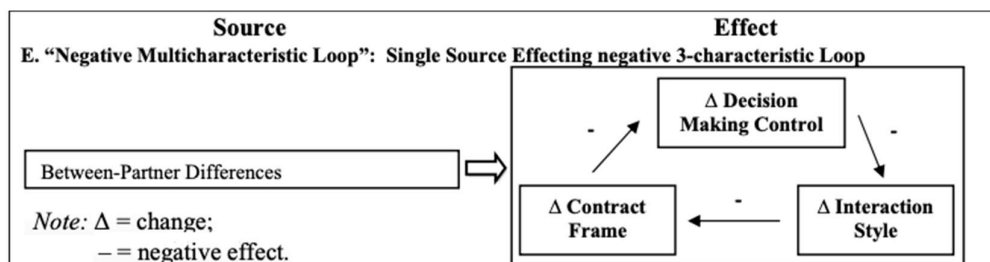 Source Effect
E. “Negative Multicharacteristic Loop”: Single Source Effecting negative 3-characteristic Loop
Δ Decision
Making Control
-
-
Between-Partner Differences
Δ Contract
Frame
-
Δ Interaction
Style
Note: Δ = change;
– = negative effect.